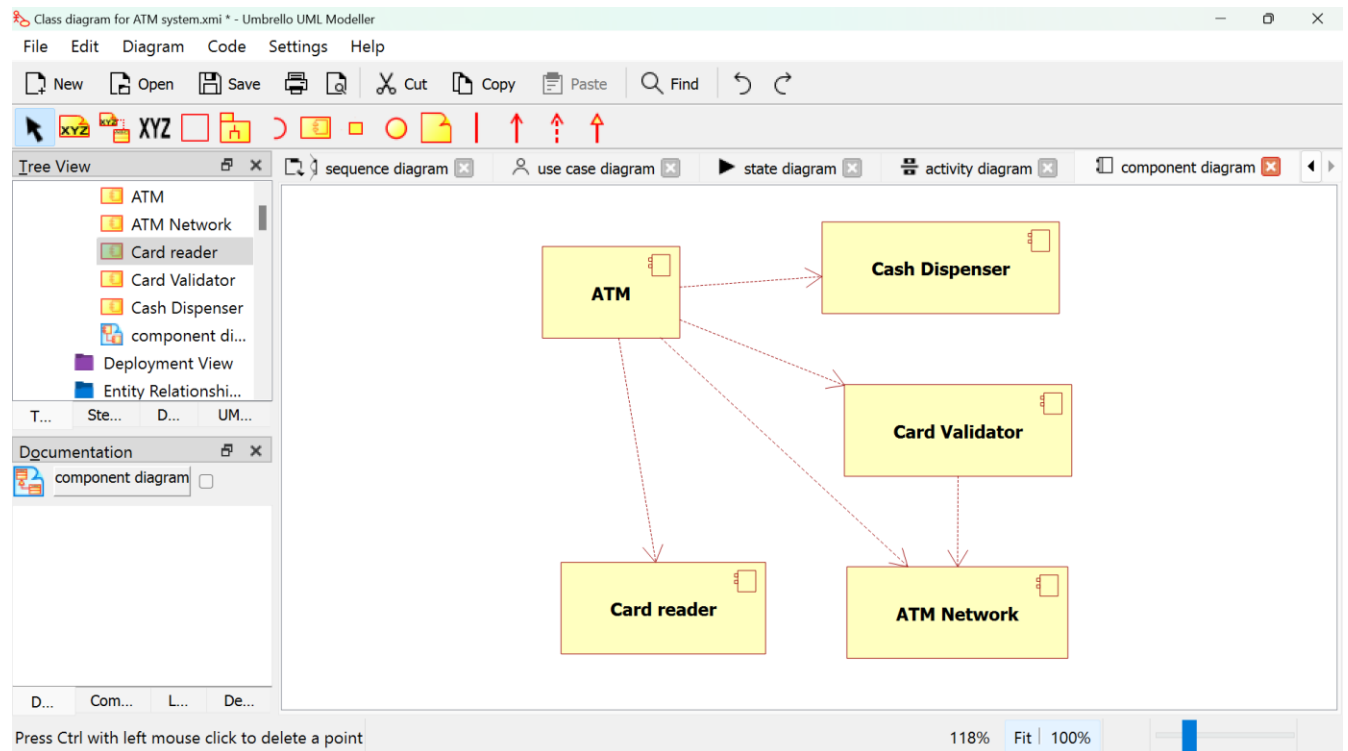 Class diagram for ATM system.xmi * - Umbrello UML Modeller
File Edit Diagram Code Settings Help
New Open Save Cut Copy Paste Find
XYZ XYZ XYZ
Tree View
sequence diagram use case diagram state diagram activity diagram component diagram
ATM
ATM Network
Card reader
Card Validator
Cash Dispenser
component di...
Deployment View
Entity Relationshi...
T... Ste... D... UM...
Documentation
component diagram
D... Com... L... De...
Cash Dispenser
ATM
Card Validator
Card reader
ATM Network
Press Ctrl with left mouse click to delete a point
118% Fit 100%